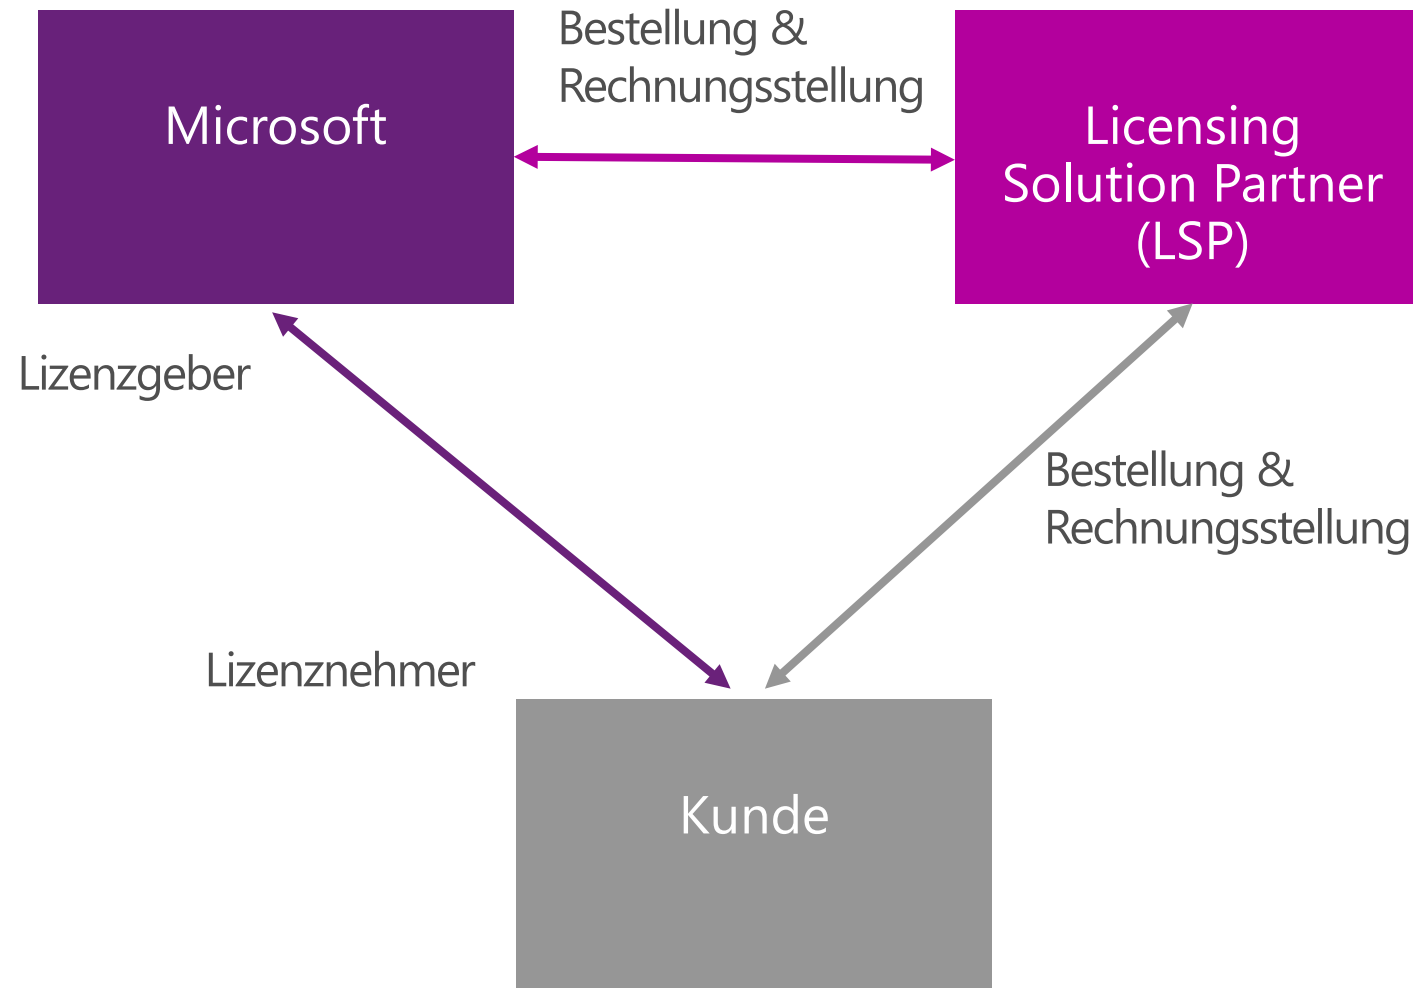 Microsoft
Bestellung &
Rechnungsstellung
Licensing
Solution Partner
(LSP)
Lizenzgeber
Bestellung &
Rechnungsstellung
Lizenznehmer
Kunde